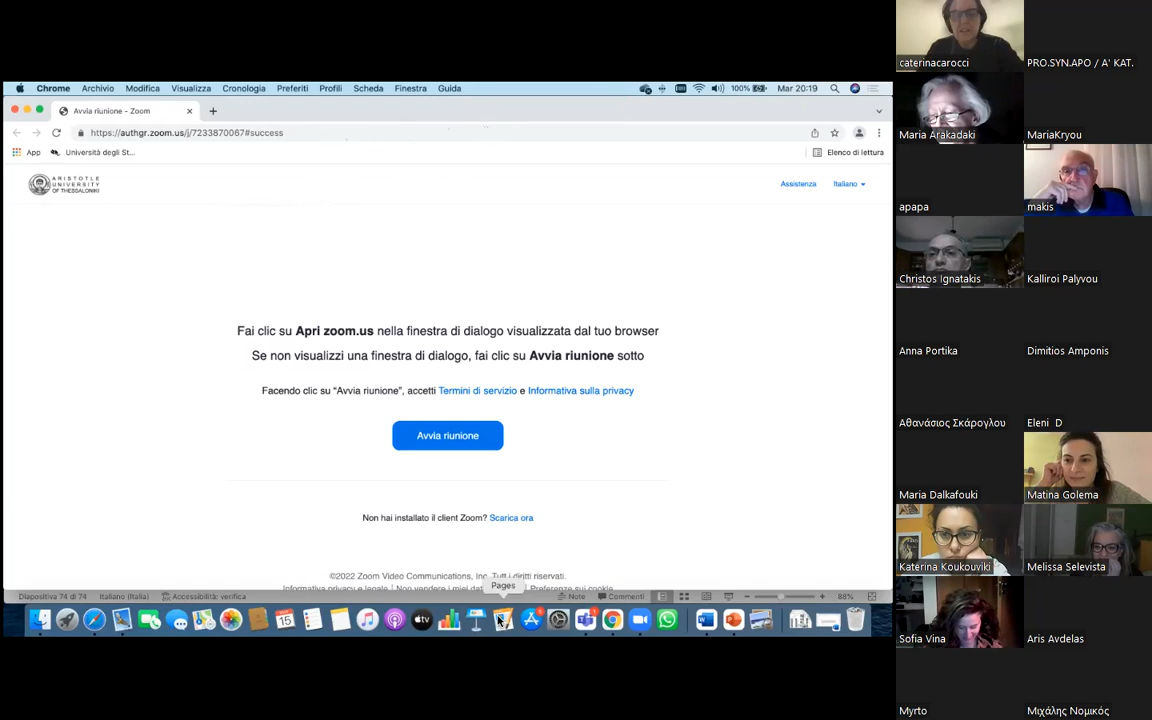 Chrome Archivio Modifica Visualizza Cronologia Preferiti Profili Scheda Finestra Guida 100% Mar 20:19
Avvia riunione - Zoom
https://authgr.zoom.us/j/7233870067#success
App Università degli St... Elenco di lettura
ARISTOTLE
UNIVERSITY
OF THESSALONIKI
Assistenza Italiano
Fai clic su Apri zoom.us nella finestra di dialogo visualizzata dal tuo browser
Se non visualizzi una finestra di dialogo, fai clic su Avvia riunione sotto
Facendo clic su “Avvia riunione”, accetti Termini di servizio e Informativa sulla privacy
Avvia riunione
Non hai installato il client Zoom? Scarica ora
©2022 Zoom Video Communications, Inc. Tutti i diritti riservati.
Pages
Diapositiva 74 di 74 Italiano (Italia) Accessibilità: verifica Note Commenti 88%
15
tv
caterinacarocci
PRO.SYN.APO / A' KAT.
Maria Arakadaki
MariaKryou
apapa
makis
Christos Ignatakis
Kalliroi Palyvou
Anna Portika
Dimitios Amponis
Αθανάσιος Σκάρογλου
Eleni D
Maria Dalkafouki
Matina Golema
Katerina Koukouviki
Melissa Selevista
Sofia Vina
Aris Avdelas
Myrto
Μιχάλης Νομικός